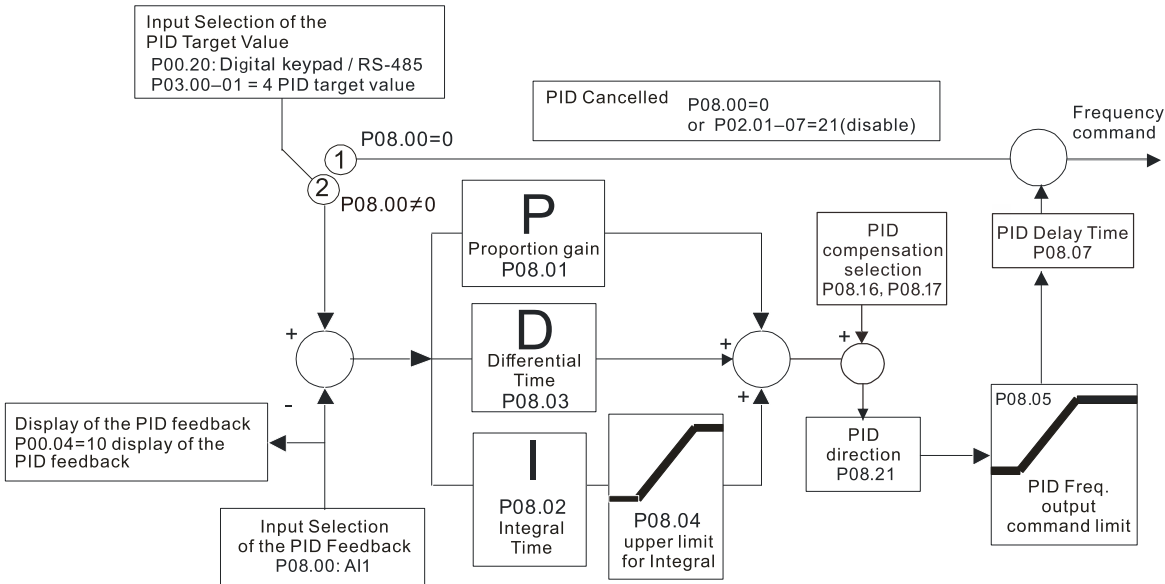 Input Selection of the
PID Target Value
P00.20: Digital keypad / RS-485
P03.00–01 = 4 PID target value
PID Cancelled
P08.00=0
or P02.01–07=21(disable)
Frequency
command
1
P08.00=0
2
P08.00≠0
P
Proportion gain
P08.01
PID
compensation
selection
P08.16, P08.17
PID Delay Time
P08.07
+
D
Differential
Time
P08.03
+
+
+
-
Display of the PID feedback
P00.04=10 display of the
PID feedback
I
P08.02
Integral
Time
P08.04
upper limit
for Integral
PID
direction
P08.21
P08.05
PID Freq.
output
command limit
Input Selection
of the PID Feedback
P08.00: AI1